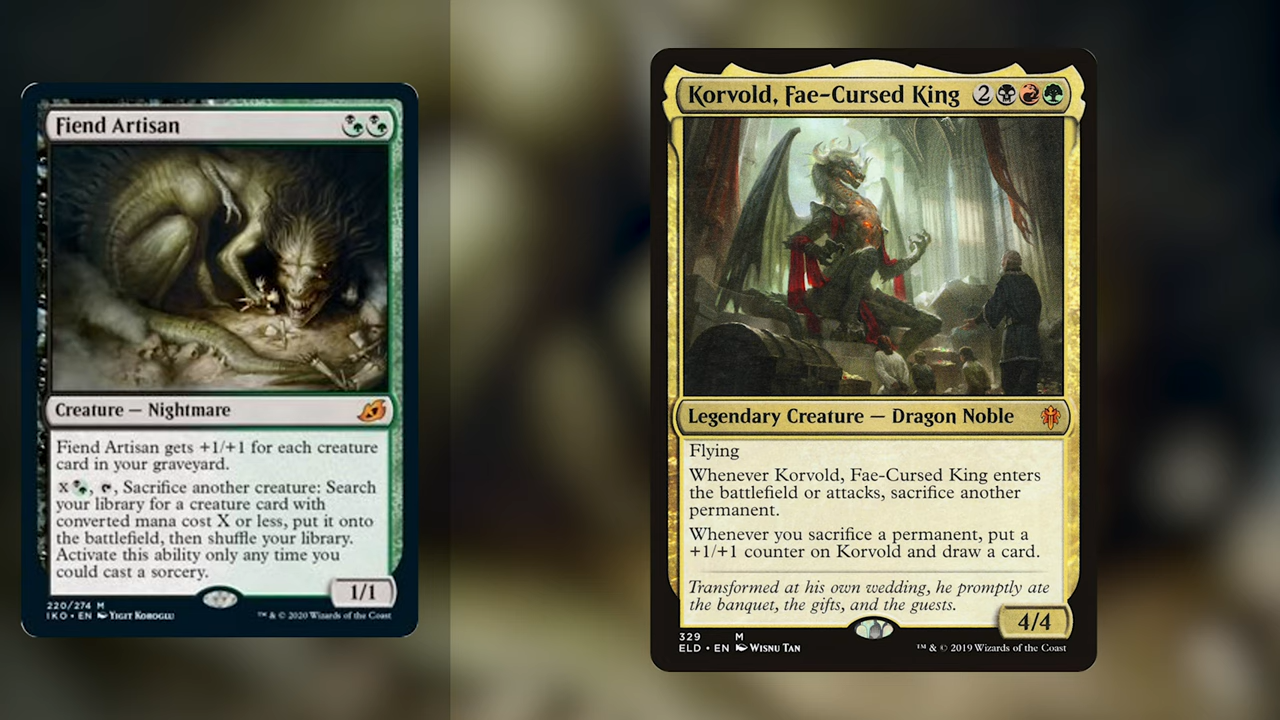 Fiend Artisan
Creature — Nightmare
Fiend Artisan gets +1/+1 for each creature
card in your graveyard.
X, , Sacrifice another creature: Search
your library for a creature card with
converted mana cost X or less, put it onto
the battlefield, then shuffle your library.
Activate this ability only any time you
could cast a sorcery.
1/1
220/274 M
IKO • EN Yigit Koroglu
™ & © 2020 Wizards of the Coast
Korvold, Fae-Cursed King 2
Legendary Creature — Dragon Noble
Flying
Whenever Korvold, Fae-Cursed King enters
the battlefield or attacks, sacrifice another
permanent.
Whenever you sacrifice a permanent, put a
+1/+1 counter on Korvold and draw a card.
Transformed at his own wedding, he promptly ate
the banquet, the gifts, and the guests.
4/4
329 M
ELD • EN Wisnu Tan
™ & © 2019 Wizards of the Coast